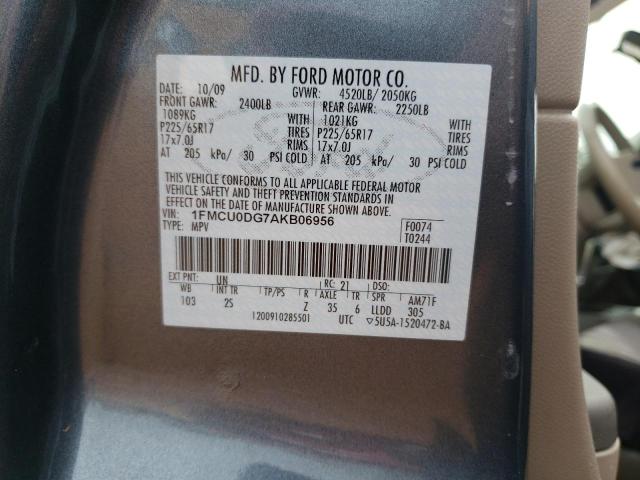 MFD. BY FORD MOTOR CO.
DATE: 10/09 GVWR: 4520LB/ 2050KG
FRONT GAWR: 2400LB REAR GAWR: 2250LB
1089KG WITH 1021KG WITH
P225/65R17 TIRES P225/65R17 TIRES
17x7.0J RIMS 17x7.0J RIMS
AT 205 kPa/ 30 PSI COLD AT 205 kPa/ 30 PSI COLD
Ford
THIS VEHICLE CONFORMS TO ALL APPLICABLE FEDERAL MOTOR
VEHICLE SAFETY AND THEFT PREVENTION STANDARDS IN EFFECT
ON THE DATE OF MANUFACTURE SHOWN ABOVE.
VIN: 1FMCU0DG7AKB06956 F0074
TYPE: MPV T0244
EXT PNT: UN RC: 21 DSO:
WB INT TR TP/PS R AXLE TR SPR AM71F
103 2S Z 35 6 LLDD 305
1200910285501 UTC ▽5U5A-1520472-BA